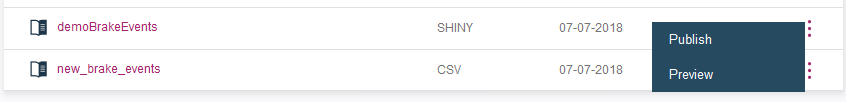 demoBrakeEvents SHINY 07-07-2018
Publish
new_brake_events CSV 07-07-2018
Preview